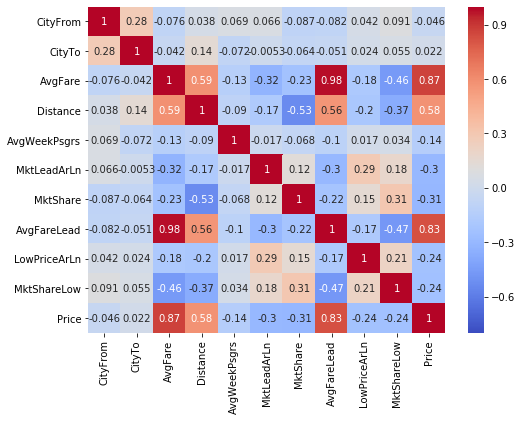 CityFrom 1 0.28 -0.076 0.038 0.069 0.066 -0.087 -0.082 0.042 0.091 -0.046
CityTo 0.28 1 -0.042 0.14 -0.072 -0.0053 -0.064 -0.051 0.024 0.055 0.022
AvgFare -0.076 -0.042 1 0.59 -0.13 -0.32 -0.23 0.98 -0.18 -0.46 0.87
Distance 0.038 0.14 0.59 1 -0.09 -0.17 -0.53 0.56 -0.2 -0.37 0.58
AvgWeekPsgrs 0.069 -0.072 -0.13 -0.09 1 -0.017 -0.068 -0.1 0.017 0.034 -0.14
MktLeadArLn 0.066 -0.0053 -0.32 -0.17 -0.017 1 0.12 -0.3 0.29 0.18 -0.3
MktShare -0.087 -0.064 -0.23 -0.53 -0.068 0.12 1 -0.22 0.15 0.31 -0.31
AvgFareLead -0.082 -0.051 0.98 0.56 -0.1 -0.3 -0.22 1 -0.17 -0.47 0.83
LowPriceArLn 0.042 0.024 -0.18 -0.2 0.017 0.29 0.15 -0.17 1 0.21 -0.24
MktShareLow 0.091 0.055 -0.46 -0.37 0.034 0.18 0.31 -0.47 0.21 1 -0.24
Price -0.046 0.022 0.87 0.58 -0.14 -0.3 -0.31 0.83 -0.24 -0.24 1
CityFrom CityTo AvgFare Distance AvgWeekPsgrs MktLeadArLn MktShare AvgFareLead LowPriceArLn MktShareLow Price
0.9
0.6
0.3
0.0
-0.3
-0.6